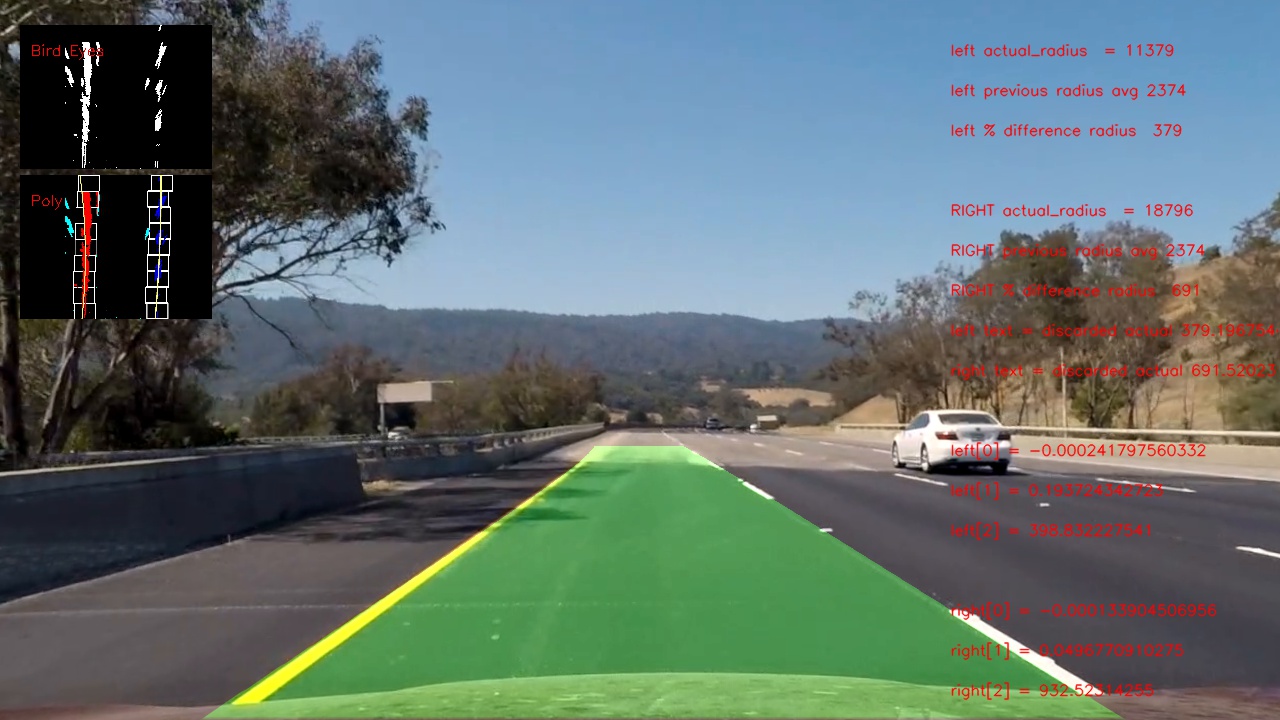 Bird Eyes
Poly
left actual_radius = 11379
left previous radius avg 2374
left % difference radius 379
RIGHT actual_radius = 18796
RIGHT previous radius avg 2374
RIGHT % difference radius 691
left text = discarded actual 379.196754
right text = discarded actual 691.52023
left[0] = -0.000241797560332
left[1] = 0.193724342723
left[2] = 398.832227541
right[0] = -0.000133904506958
right[1] = 0.0496770910275
right[2] = 932.52314255